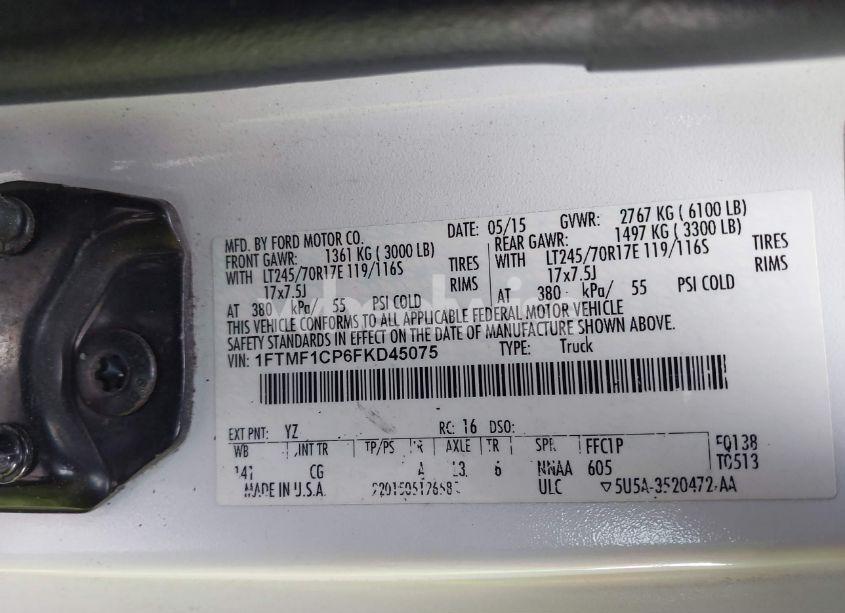 MFD. BY FORD MOTOR CO. DATE: 05/15 GVWR: 2767 KG ( 6100 LB)
FRONT GAWR: 1361 KG ( 3000 LB) REAR GAWR: 1497 KG ( 3300 LB)
WITH LT245/70R17E 119/116S TIRES WITH LT245/70R17E 119/116S TIRES
17x7.5J RIMS 17x7.5J RIMS
AT 380 kPa/ 55 PSI COLD AT 380 kPa/ 55 PSI COLD
THIS VEHICLE CONFORMS TO ALL APPLICABLE FEDERAL MOTOR VEHICLE
SAFETY STANDARDS IN EFFECT ON THE DATE OF MANUFACTURE SHOWN ABOVE.
VIN: 1FTMF1CP6FKD45075 TYPE: Truck
EXT PNT: YZ RC: 16 DSO:
WB INT TR TP/PS R AXLE TR SPR FFC1P F0138
141 CG A 6 NNAA 605 T0513
MADE IN U.S.A. ULC 5U5A-3520472-AA